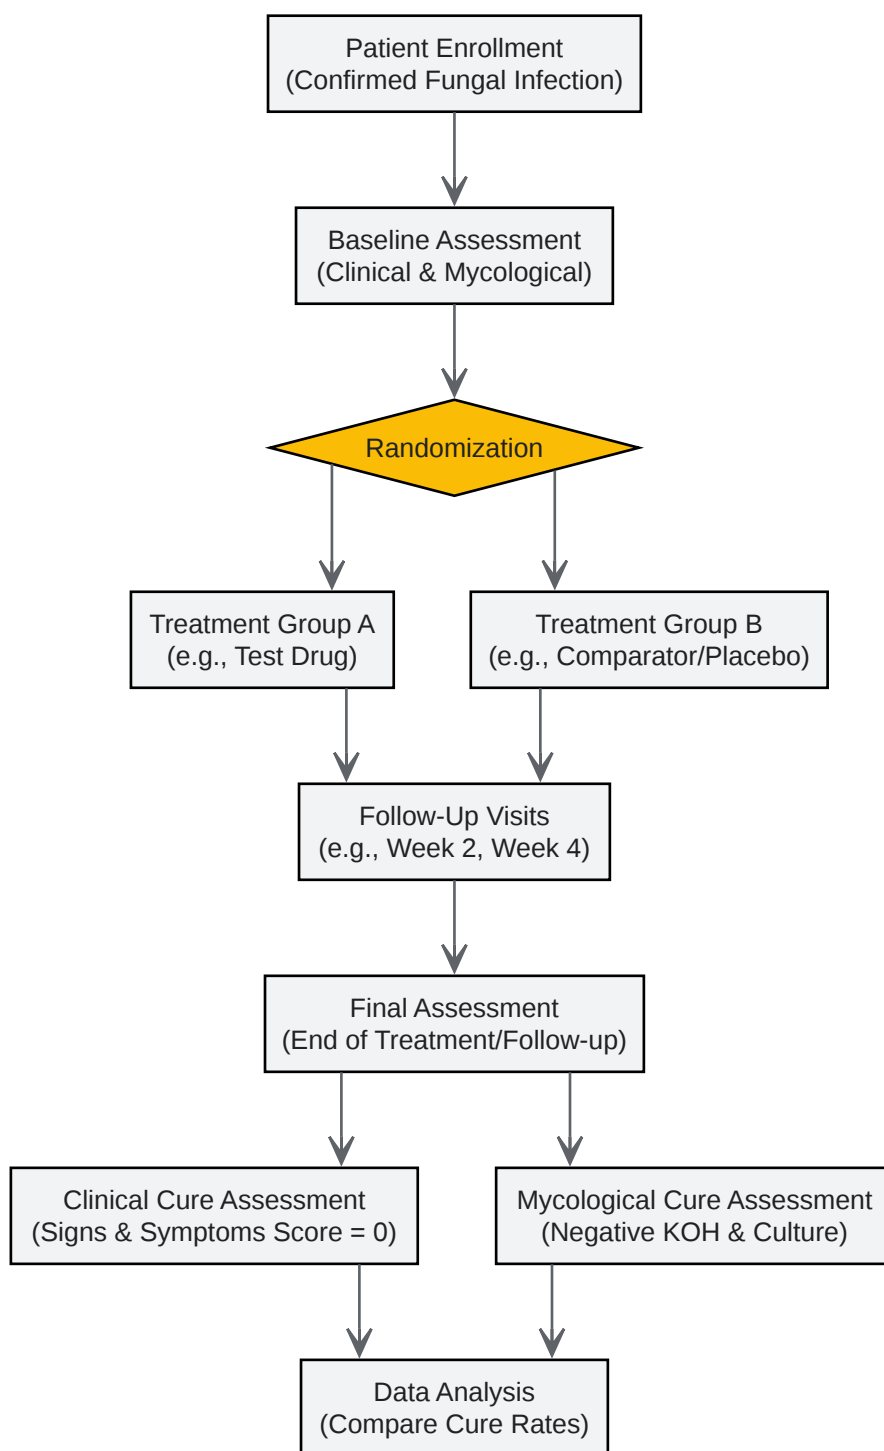 Patient Enrollment
(Confirmed Fungal Infection)
Baseline Assessment
(Clinical & Mycological)
Randomization
Treatment Group A
(e.g., Test Drug)
Treatment Group B
(e.g., Comparator/Placebo)
Follow-Up Visits
(e.g., Week 2, Week 4)
Final Assessment
(End of Treatment/Follow-up)
Clinical Cure Assessment
(Signs & Symptoms Score = 0)
Mycological Cure Assessment
(Negative KOH & Culture)
Data Analysis
(Compare Cure Rates)